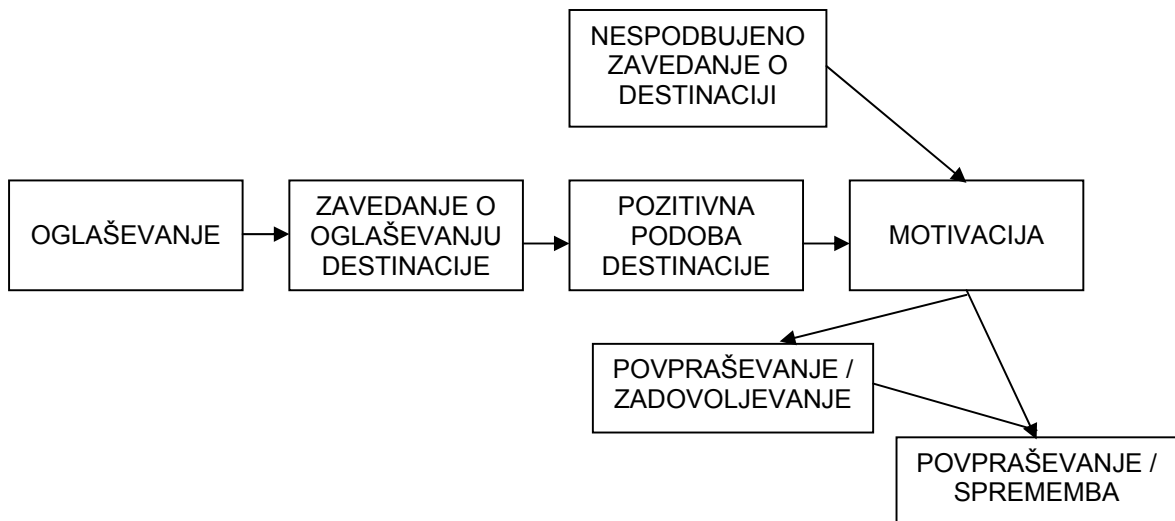 NESPODBUJENO
ZAVEDANJE O
DESTINACIJI
OGLAŠEVANJE
ZAVEDANJE O
OGLAŠEVANJU
DESTINACIJE
POZITIVNA
PODOBA
DESTINACIJE
MOTIVACIJA
POVPRAŠEVANJE /
ZADOVOLJEVANJE
POVPRAŠEVANJE /
SPREMEMBA